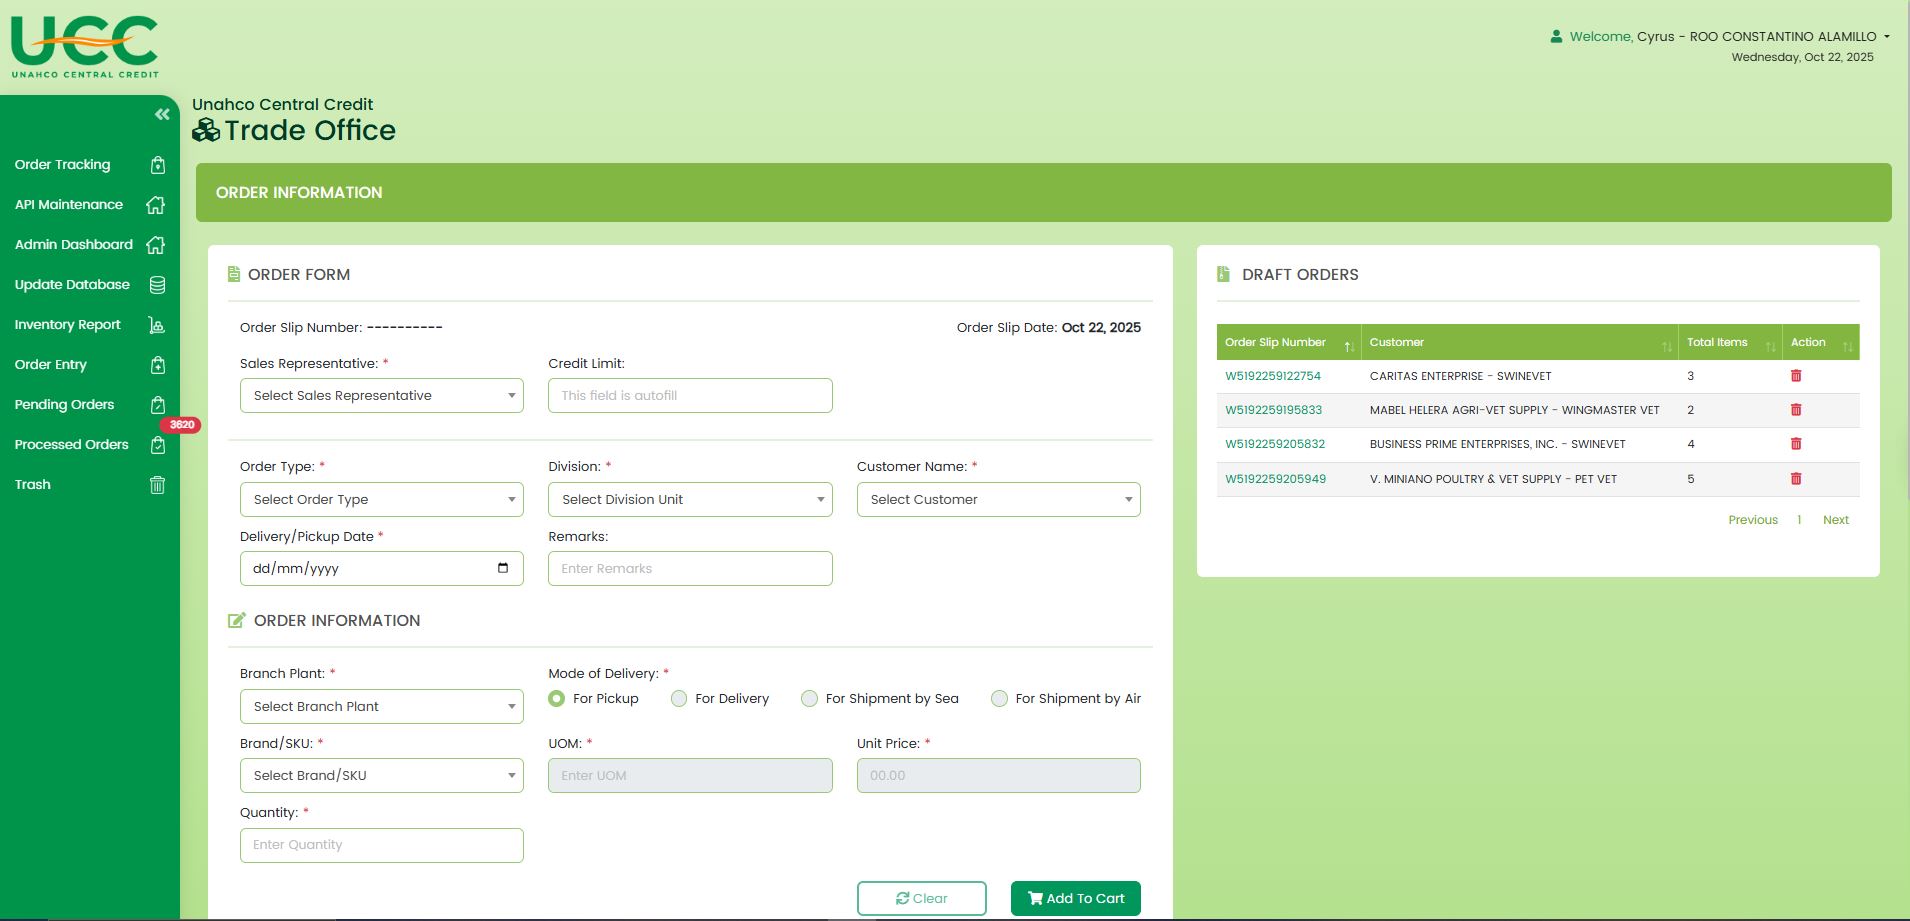 UCC
UNAHCO CENTRAL CREDIT
Welcome, Cyrus - ROO CONSTANTINO ALAMILLO
Wednesday, Oct 22, 2025
Order Tracking
API Maintenance
Admin Dashboard
Update Database
Inventory Report
Order Entry
Pending Orders
3620
Processed Orders
Trash
Unahco Central Credit
Trade Office
ORDER INFORMATION
ORDER FORM
Order Slip Number: ----------
Order Slip Date: Oct 22, 2025
Sales Representative: * Credit Limit:
Select Sales Representative This field is autofill
Order Type: * Division: * Customer Name: *
Select Order Type Select Division Unit Select Customer
Delivery/Pickup Date * Remarks:
dd/mm/yyyy Enter Remarks
ORDER INFORMATION
Branch Plant: * Mode of Delivery: *
Select Branch Plant For Pickup For Delivery For Shipment by Sea For Shipment by Air
Brand/SKU: * UOM: * Unit Price: *
Select Brand/SKU Enter UOM 00.00
Quantity: *
Enter Quantity
Clear Add To Cart
DRAFT ORDERS
Order Slip Number Customer Total Items Action
W5192259122754 CARITAS ENTERPRISE - SWINEVET 3
W5192259195833 MABEL HELERA AGRI-VET SUPPLY - WINGMASTER VET 2
W5192259205832 BUSINESS PRIME ENTERPRISES, INC. - SWINEVET 4
W5192259205949 V. MINIANO POULTRY & VET SUPPLY - PET VET 5
Previous 1 Next